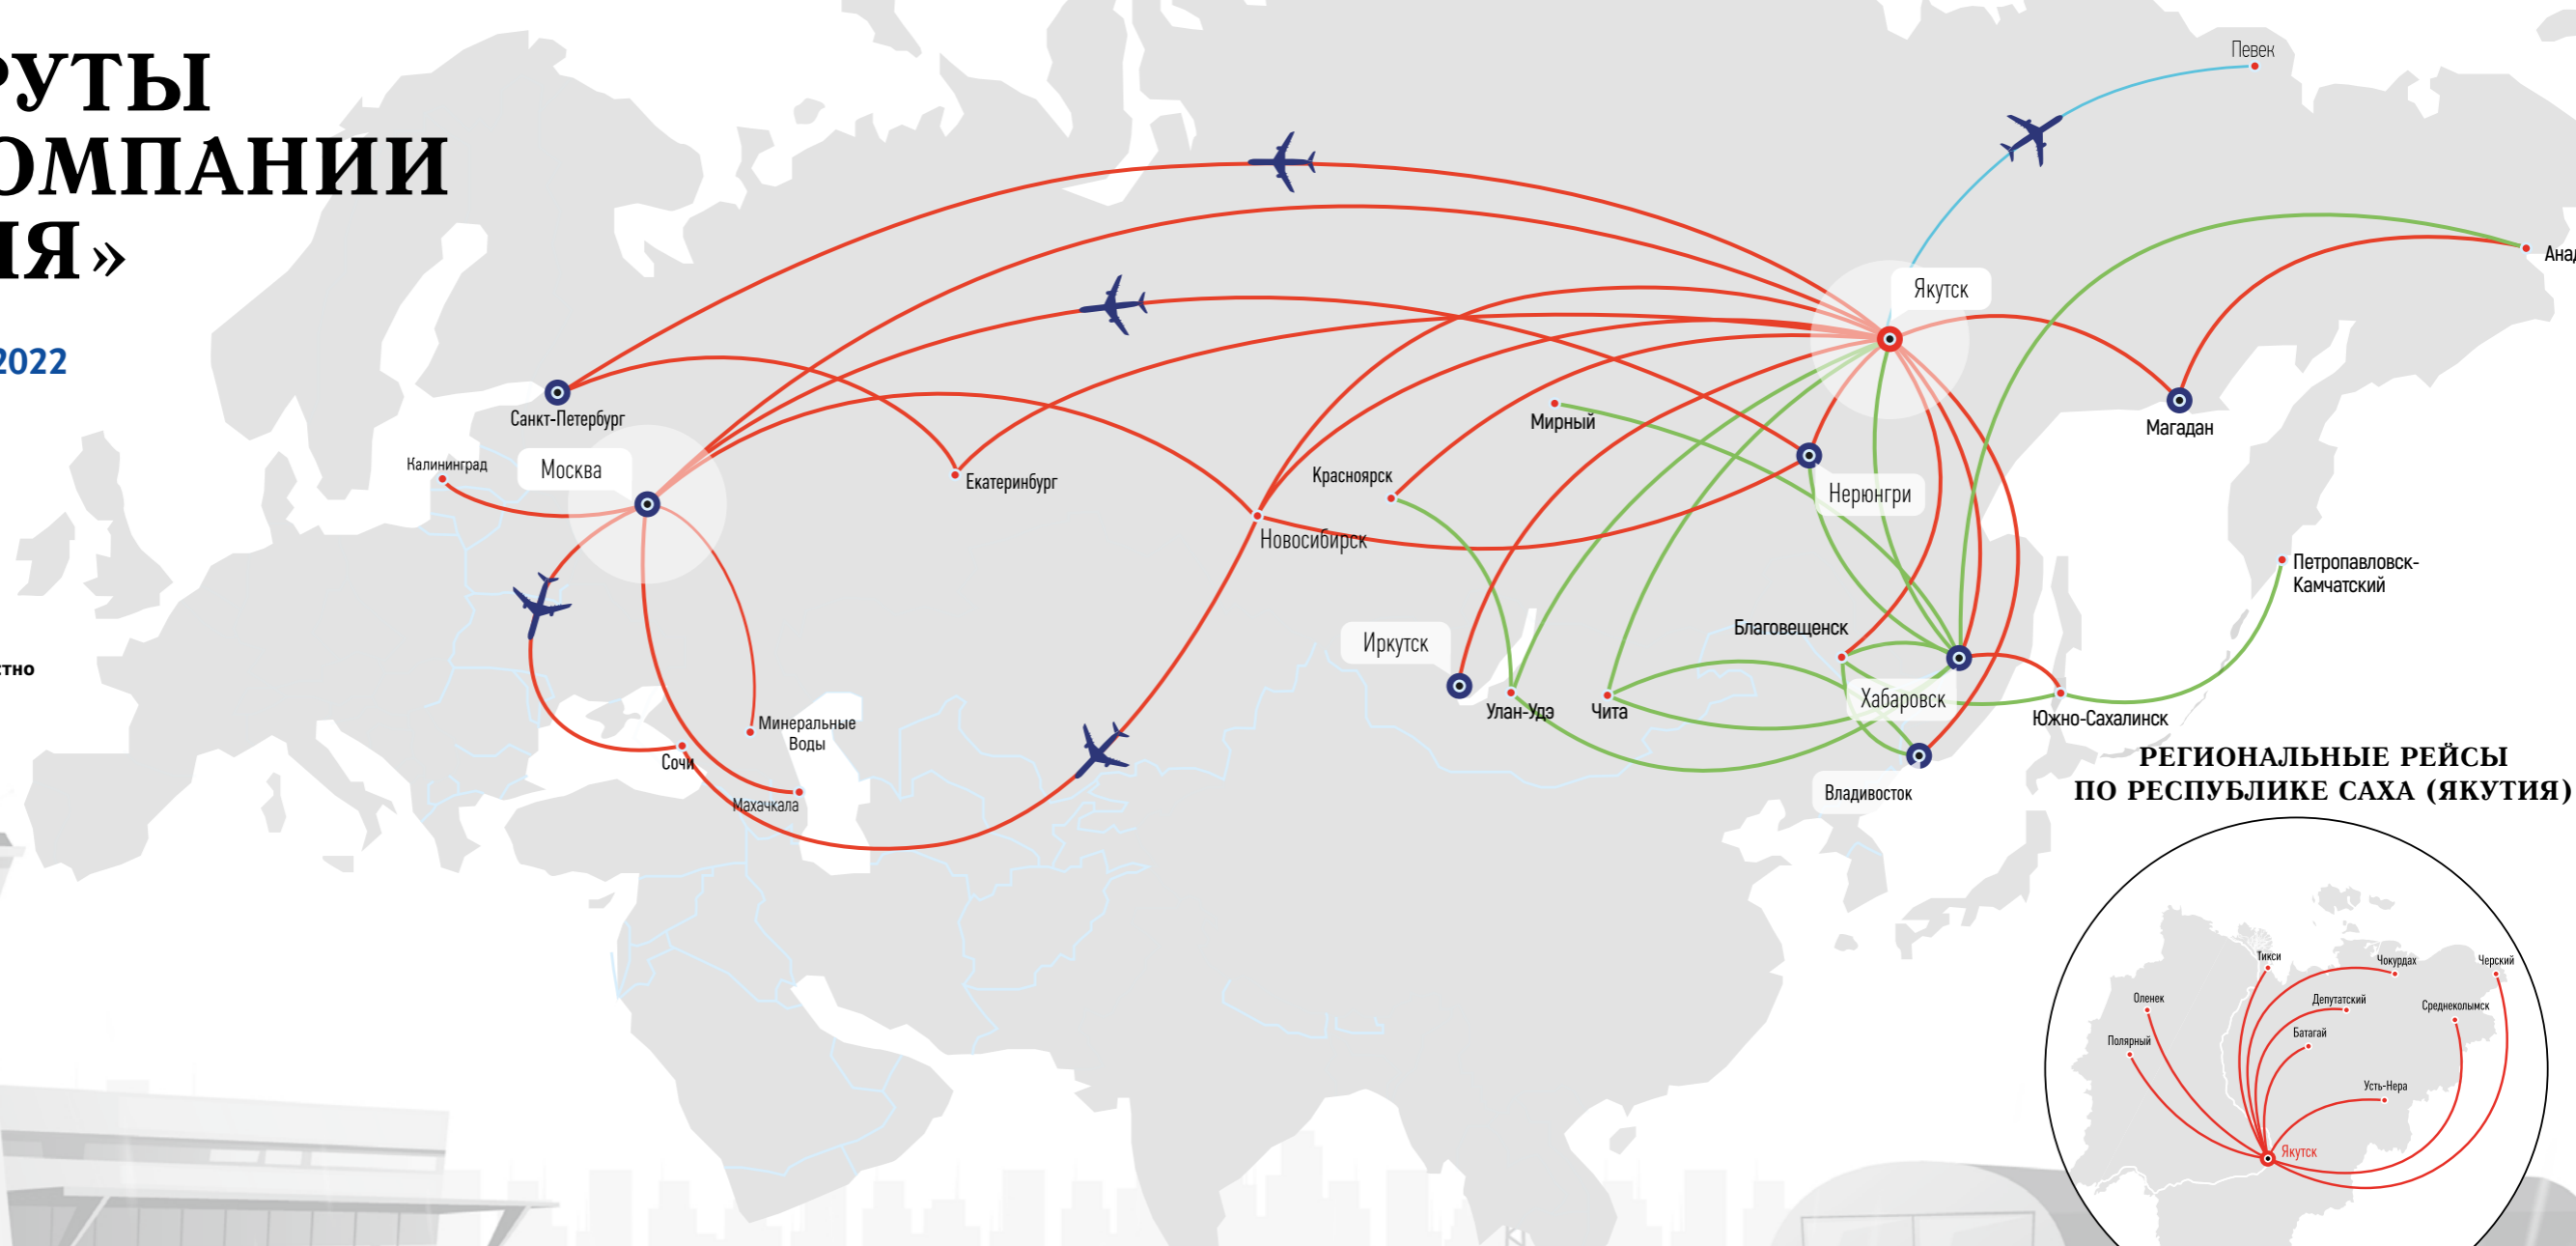 РУТЫ
ОМПАНИИ
ИЯ»
2022
стно
Певек
Якутск
Анад
Магадан
Санкт-Петербург
Калининград
Москва
Екатеринбург
Мирный
Красноярск
Нерюнгри
Новосибирск
Петропавловск-
Камчатский
Благовещенск
Иркутск
Хабаровск
Улан-Удэ
Чита
Южно-Сахалинск
Минеральные
Воды
Сочи
Махачкала
Владивосток
РЕГИОНАЛЬНЫЕ РЕЙСЫ
ПО РЕСПУБЛИКЕ САХА (ЯКУТИЯ)
Тикси
Чокурдах
Черский
Оленек
Депутатский
Среднеколымск
Батагай
Полярный
Усть-Нера
Якутск